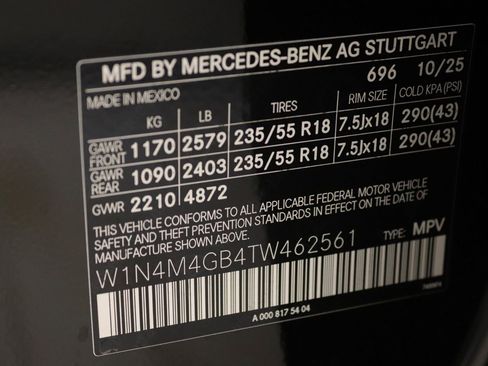 MFD BY MERCEDES-BENZ AG STUTTGART
MADE IN MEXICO 696 10/25
KG LB TIRES RIM SIZE COLD KPA (PSI)
GAWR FRONT 1170 2579 235/55 R18 7.5Jx18 290(43)
GAWR REAR 1090 2403 235/55 R18 7.5Jx18 290(43)
GVWR 2210 4872
THIS VEHICLE CONFORMS TO ALL APPLICABLE FEDERAL MOTOR VEHICLE
SAFETY AND THEFT PREVENTION STANDARDS IN EFFECT ON THE DATE
OF MANUFACTURE SHOWN ABOVE.
W1N4M4GB4TW462561 TYPE: MPV
A 000 817 54 04